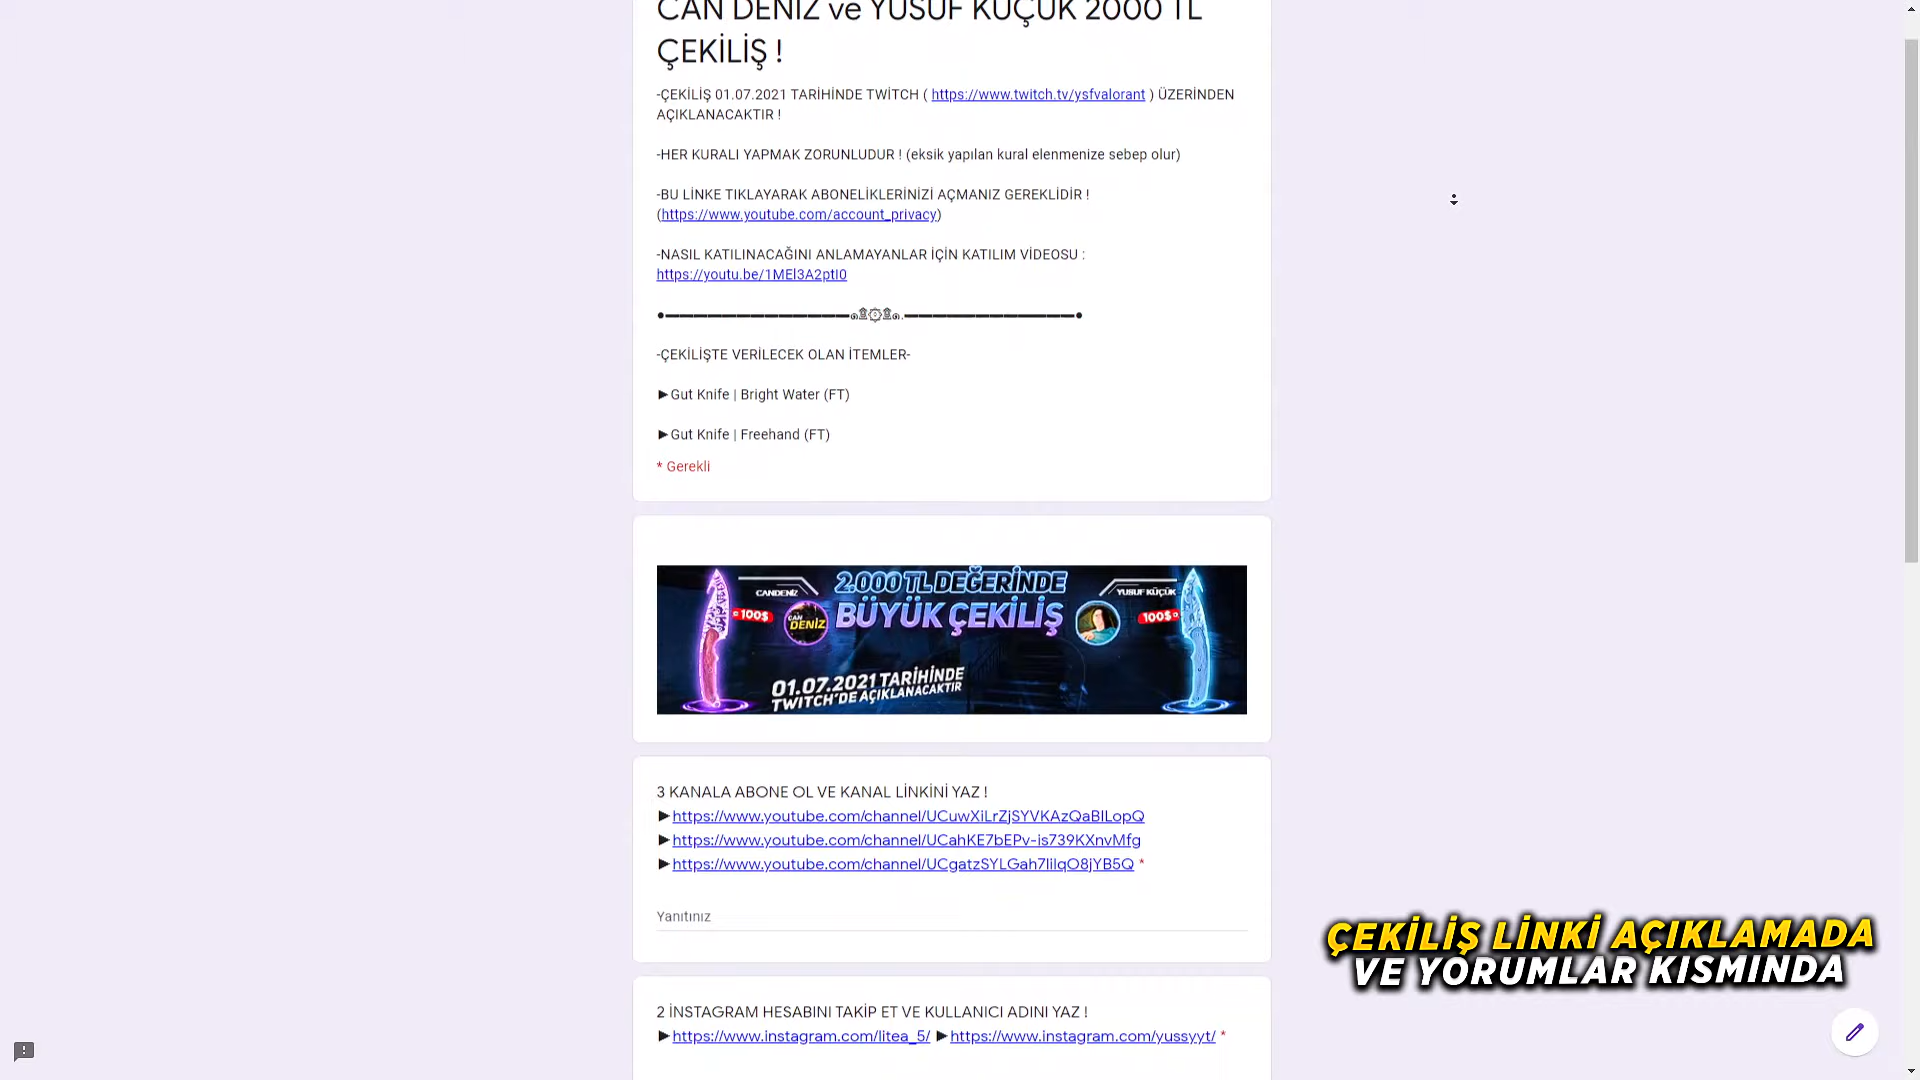 CAN DENİZ ve YUSUF KÜÇÜK 2000 TL
ÇEKİLİŞ !
-ÇEKİLİŞ 01.07.2021 TARİHİNDE TWİTCH ( https://www.twitch.tv/ysfvalorant ) ÜZERİNDEN
AÇIKLANACAKTIR !
-HER KURALI YAPMAK ZORUNLUDUR ! (eksik yapılan kural elenmenize sebep olur)
-BU LİNKE TIKLAYARAK ABONELİKLERİNİZİ AÇMANIZ GEREKLİDİR !
(https://www.youtube.com/account_privacy)
-NASIL KATILINACAĞINI ANLAMAYANLAR İÇİN KATILIM VİDEOSU :
https://youtu.be/1MEl3A2ptI0
-ÇEKİLİŞTE VERİLECEK OLAN İTEMLER-
►Gut Knife | Bright Water (FT)
►Gut Knife | Freehand (FT)
* Gerekli
CANDENİZ
2.000 TL DEĞERİNDE
YUSUF KÜÇÜK
100$
CAN DENİZ
BÜYÜK ÇEKİLİŞ
100$
01.07.2021 TARİHİNDE
TWITCH'DE AÇIKLANACAKTIR
3 KANALA ABONE OL VE KANAL LİNKİNİ YAZ !
►https://www.youtube.com/channel/UCuwXiLrZjSYVKAzQaBlLopQ
►https://www.youtube.com/channel/UCahKE7bEPv-is739KXnvMfg
►https://www.youtube.com/channel/UCgatzSYLGah7lilqO8jYB5Q *
Yanıtınız
ÇEKİLİŞ LİNKİ AÇIKLAMADA
VE YORUMLAR KISMINDA
2 İNSTAGRAM HESABINI TAKİP ET VE KULLANICI ADINI YAZ !
►https://www.instagram.com/litea_5/ ►https://www.instagram.com/yussyyt/ *